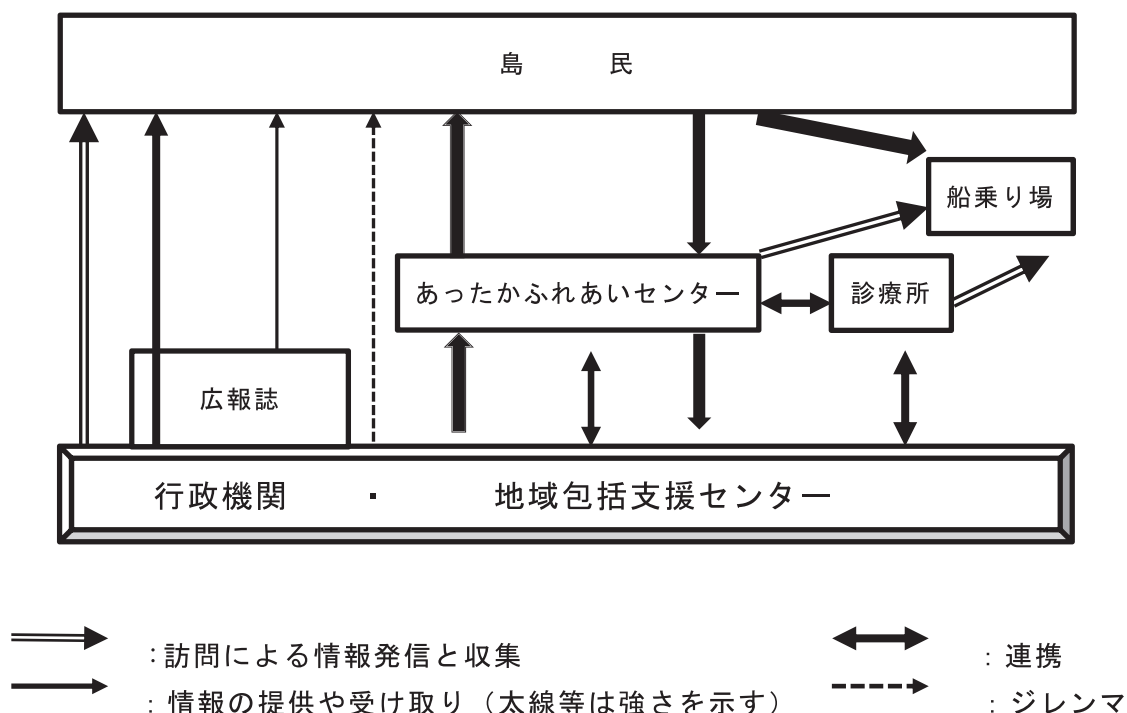 島 民
船乗り場
あったかふれあいセンター
診療所
広報誌
行政機関 ・ 地域包括支援センター
:訪問による情報発信と収集
:連携
:情報の提供や受け取り（太線等は強さを示す）
:ジレンマ